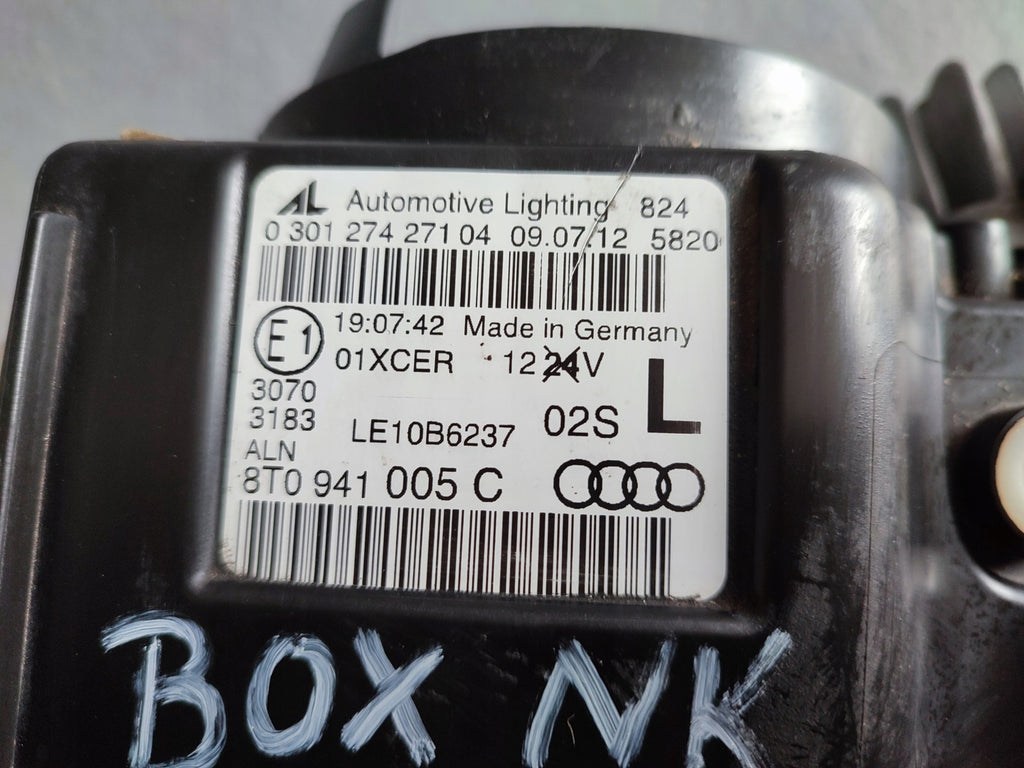 AL Automotive Lighting 824
0 301 274 271 04 09.07.12 5820
E1 19:07:42 Made in Germany
01XCER 12 24V L
3070
3183 LE10B6237 02S
ALN
8T0 941 005 C
BOX NK